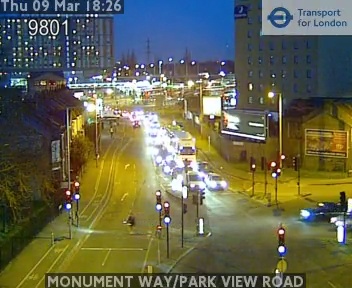 Thu 09 Mar 18:26
Transport
for London
9801
MONUMENT WAY/PARK VIEW ROAD